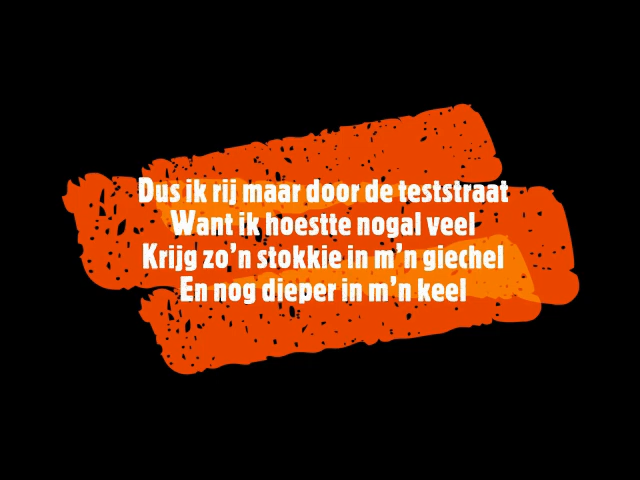 Dus ik rij maar door de teststraat
Want ik hoestte nogal veel
Krijg zo'n stokkie in m'n giechel
En nog dieper in m'n keel